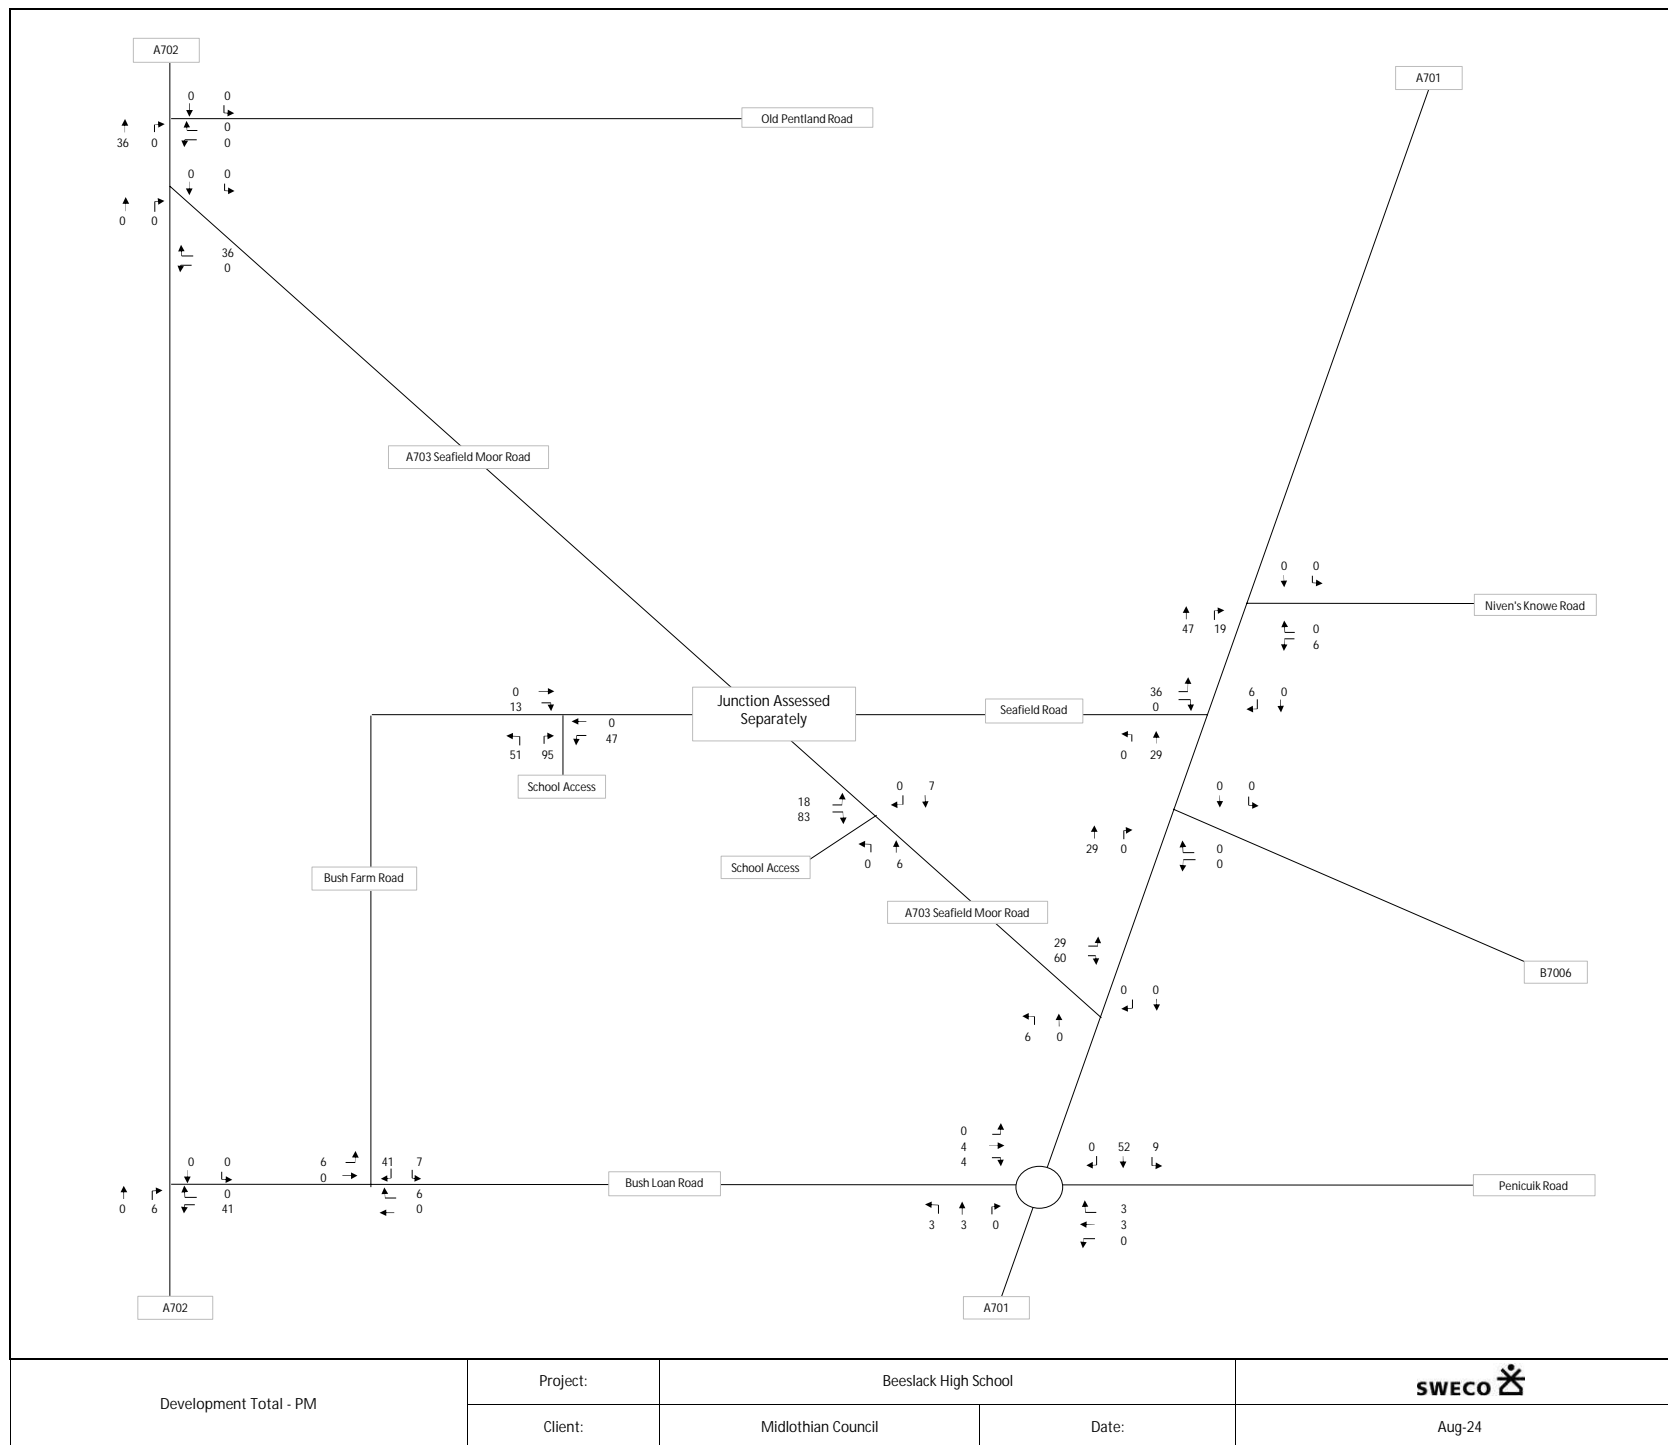 A702
A701
0 0
Old Pentland Road
0
36 0 0
0 0
0 0
36
0
A703 Seafield Moor Road
0 0
Niven's Knowe Road
47 19 0
6
0
13
Junction Assessed
Separately
Seafield Road
36
0
6 0
0
47
51 95
0 29
School Access
18
83
0 7
0 0
29 0 0
0
School Access
0 6
Bush Farm Road
A703 Seafield Moor Road
29
60
B7006
0 0
6 0
0
4
4
0 52 9
0 0
6
0
41 7
Bush Loan Road
Penicuik Road
0 6
0
41
6
0
3 3 0
3
3
0
A702
A701
Development Total - PM
Project:
Beeslack High School
SWECO
Client:
Midlothian Council
Date:
Aug-24